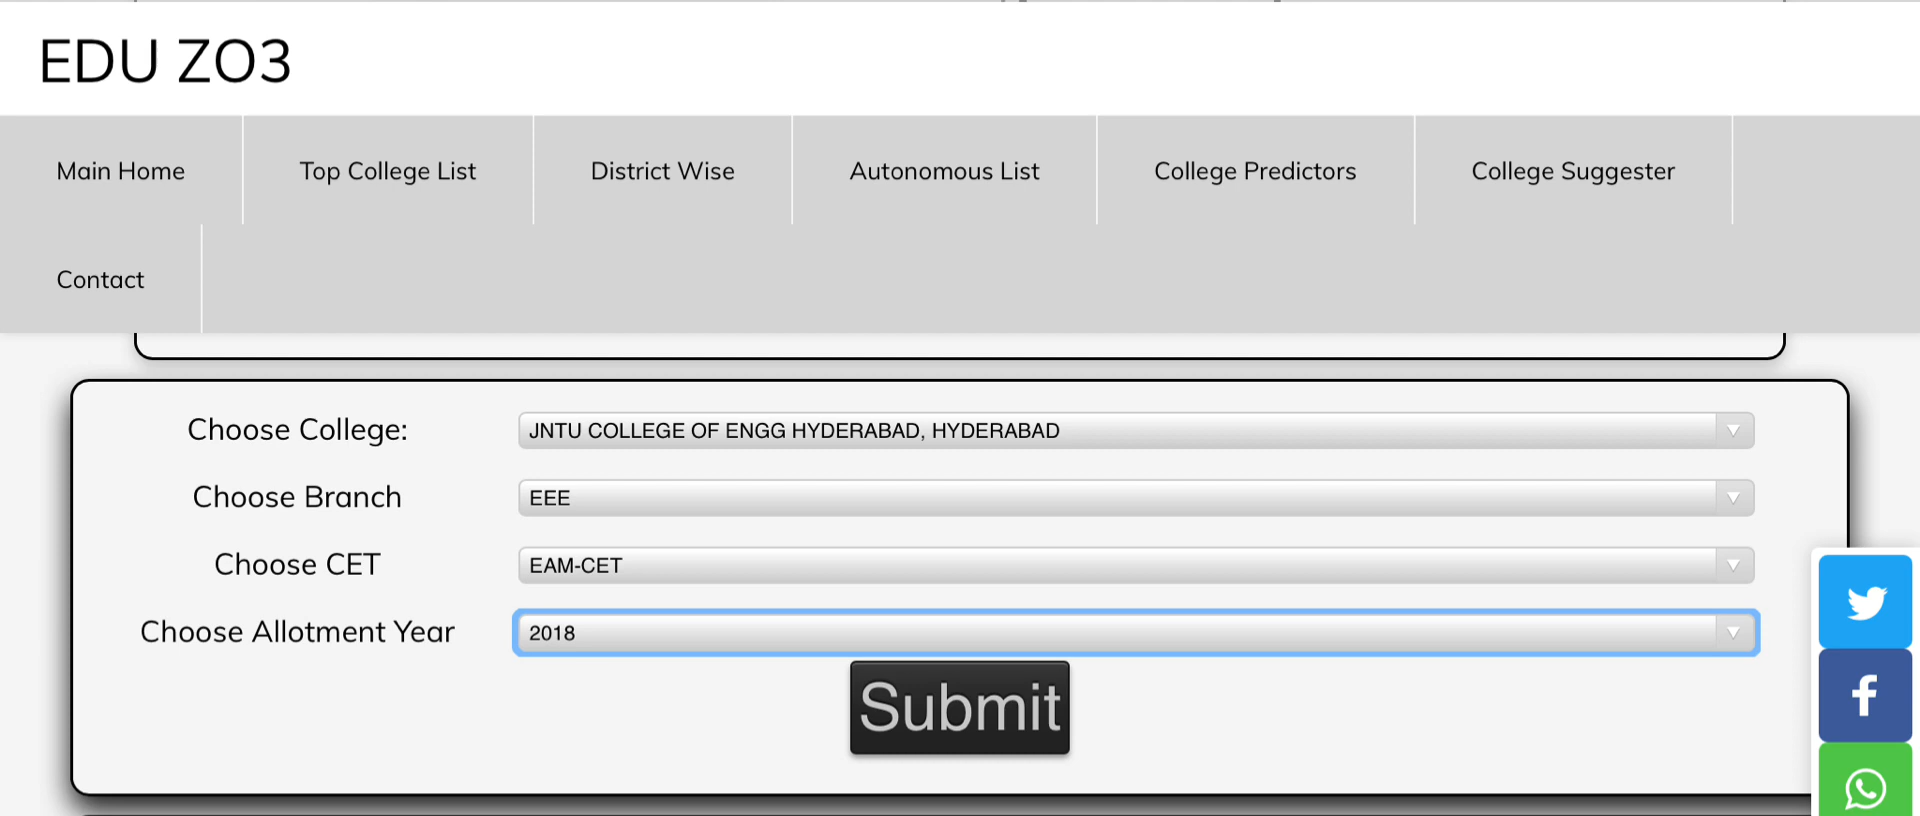 EDU ZO3
Main Home
Top College List
District Wise
Autonomous List
College Predictors
College Suggester
Contact
Choose College:
JNTU COLLEGE OF ENGG HYDERABAD, HYDERABAD
Choose Branch
EEE
Choose CET
EAM-CET
Choose Allotment Year
2018
Submit